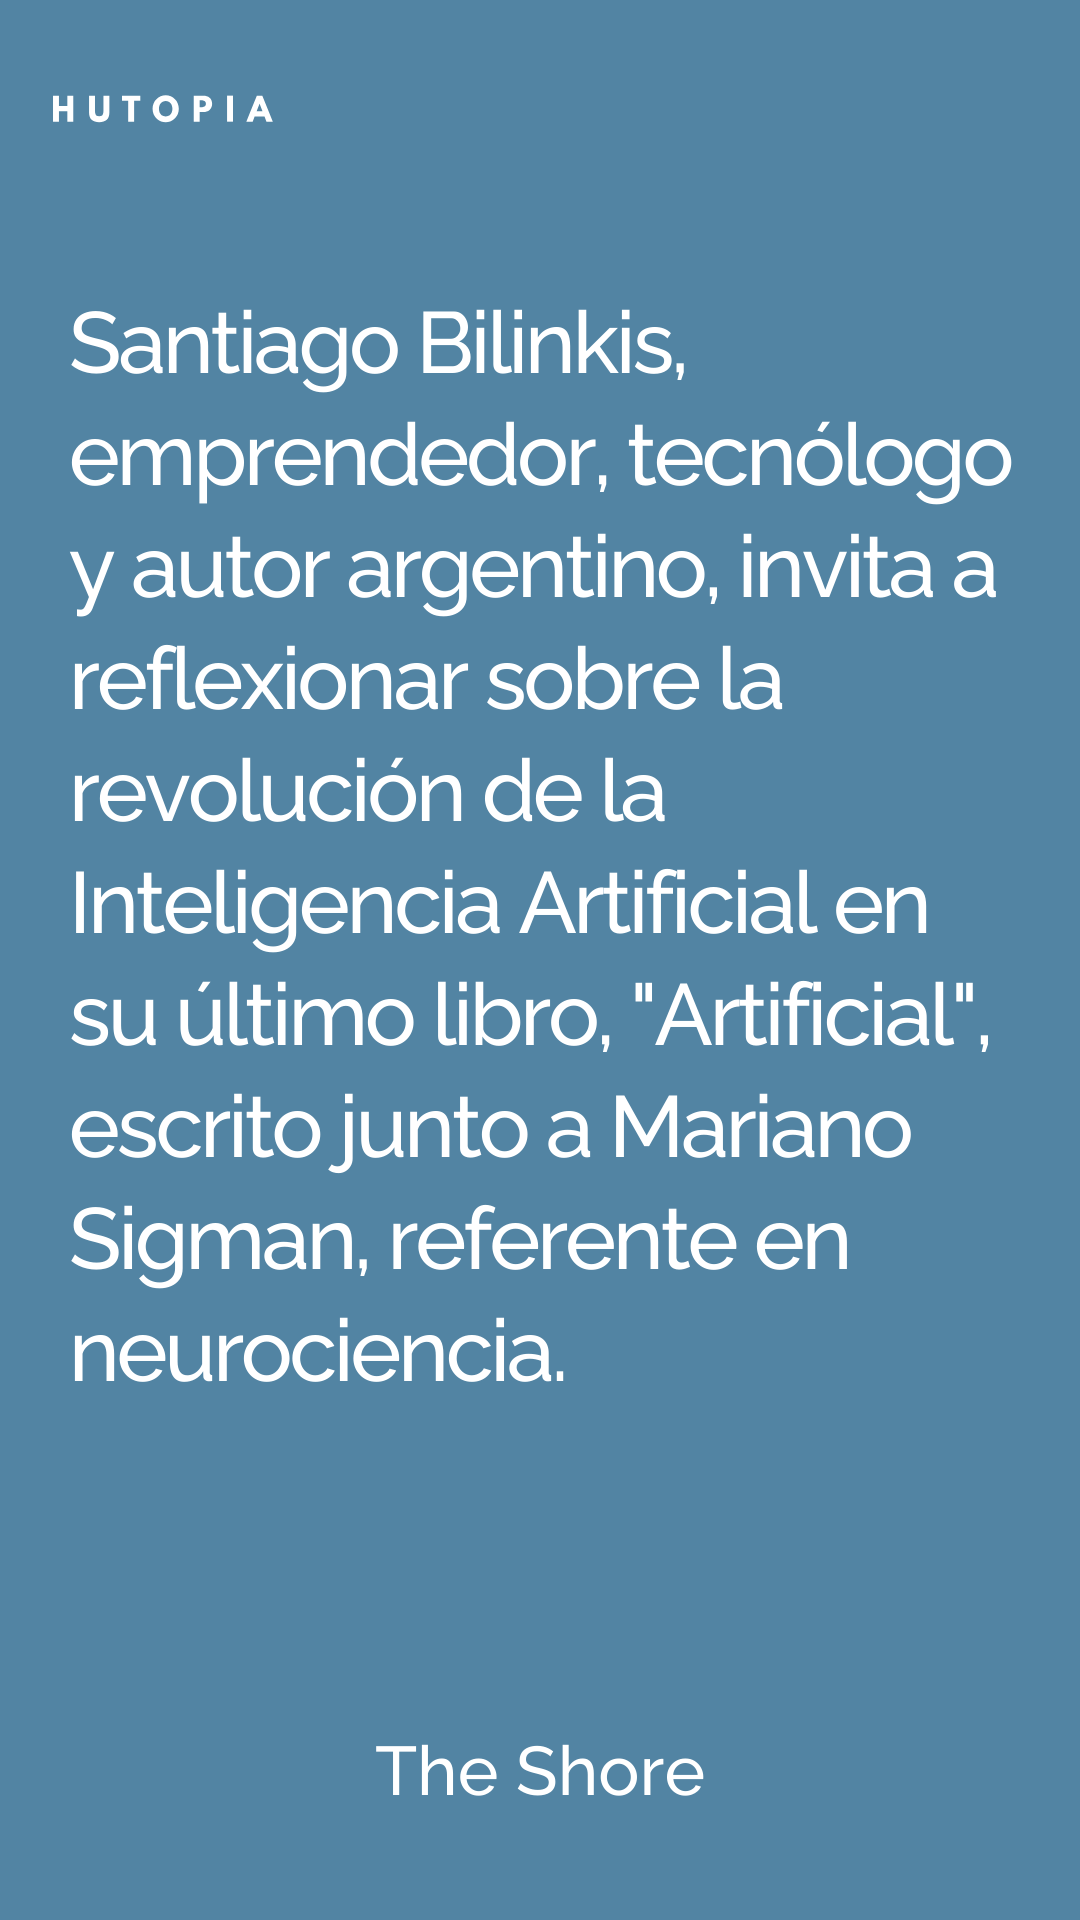 HUTOPIA
Santiago Bilinkis,
emprendedor, tecnólogo
y autor argentino, invita a
reflexionar sobre la
revolución de la
Inteligencia Artificial en
su último libro, "Artificial",
escrito junto a Mariano
Sigman, referente en
neurociencia.
The Shore